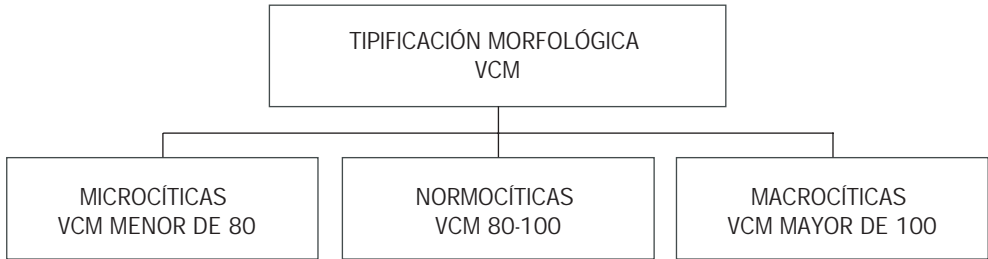 TIPIFICACIÓN MORFOLÓGICA
VCM
MICROCÍTICAS
VCM MENOR DE 80
NORMOCÍTICAS
VCM 80-100
MACROCÍTICAS
VCM MAYOR DE 100